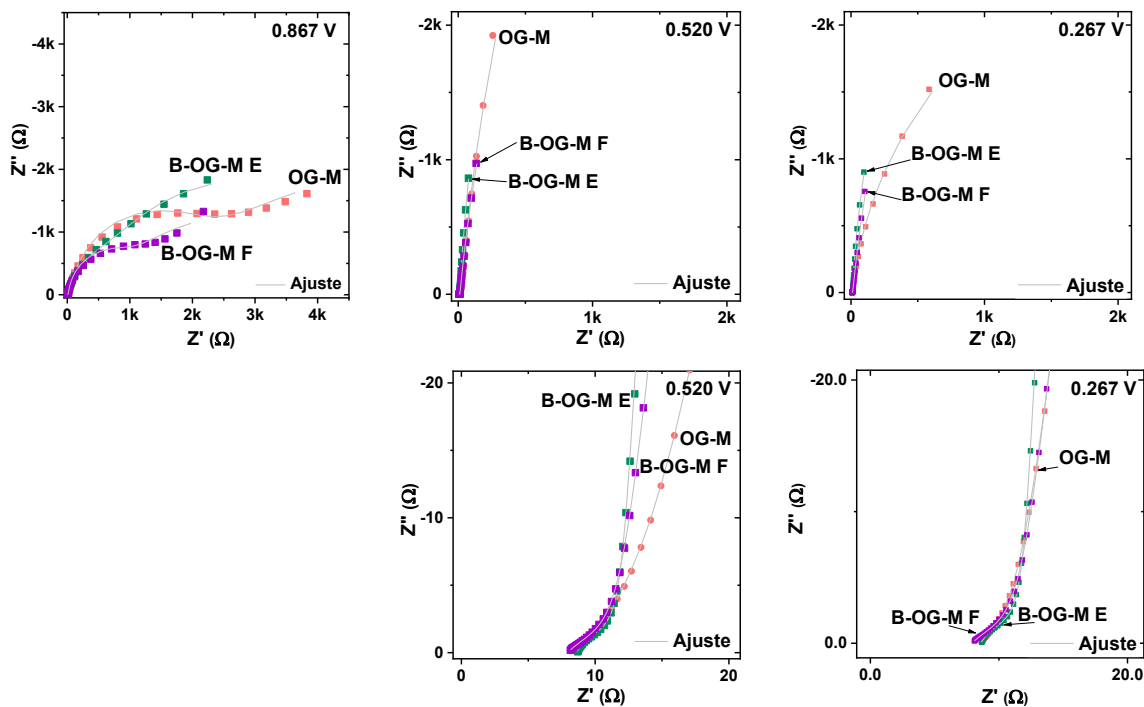 0.867 V
-4k
-3k
-2k
-1k
0
Z'' (Ω)
B-OG-M E
OG-M
B-OG-M F
Ajuste
0 1k 2k 3k 4k
Z' (Ω)
0.520 V
-2k
-1k
0
Z'' (Ω)
OG-M
B-OG-M F
B-OG-M E
Ajuste
0 1k 2k
Z' (Ω)
0.267 V
-2k
-1k
0
Z'' (Ω)
OG-M
B-OG-M E
B-OG-M F
Ajuste
0 1k 2k
Z' (Ω)
0.520 V
-20
-10
0
Z'' (Ω)
B-OG-M E
OG-M
B-OG-M F
Ajuste
0 10 20
Z' (Ω)
0.267 V
-20.0
0.0
Z'' (Ω)
OG-M
B-OG-M F
B-OG-M E
Ajuste
0.0 20.0
Z' (Ω)